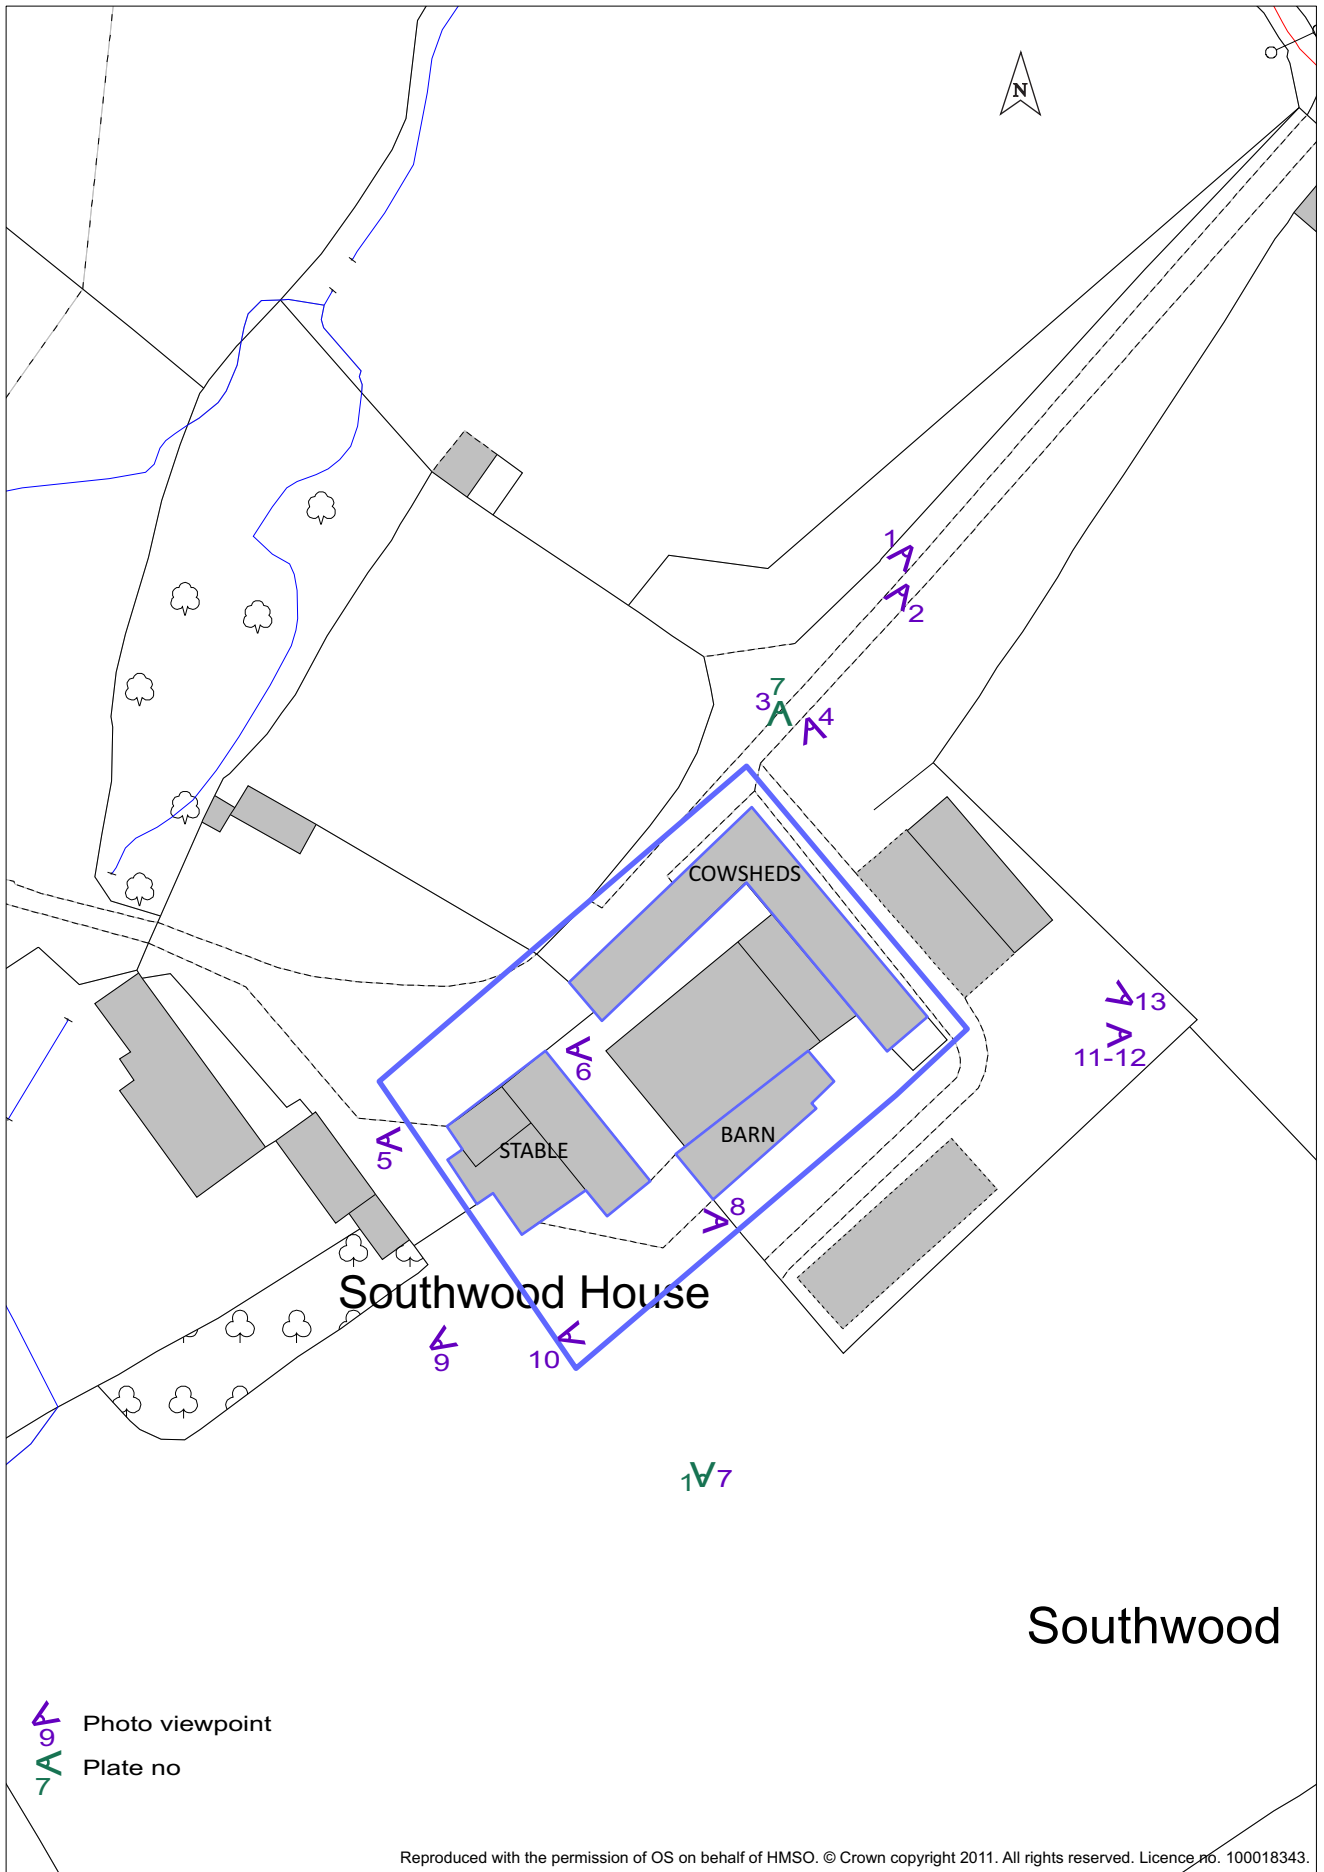 N
1
2
7
3
4
COWSHEDS
13
11-12
6
BARN
STABLE
5
8
Southwood House
9
10
7
Southwood
9 Photo viewpoint
7 Plate no
Reproduced with the permission of OS on behalf of HMSO. © Crown copyright 2011. All rights reserved. Licence no. 100018343.